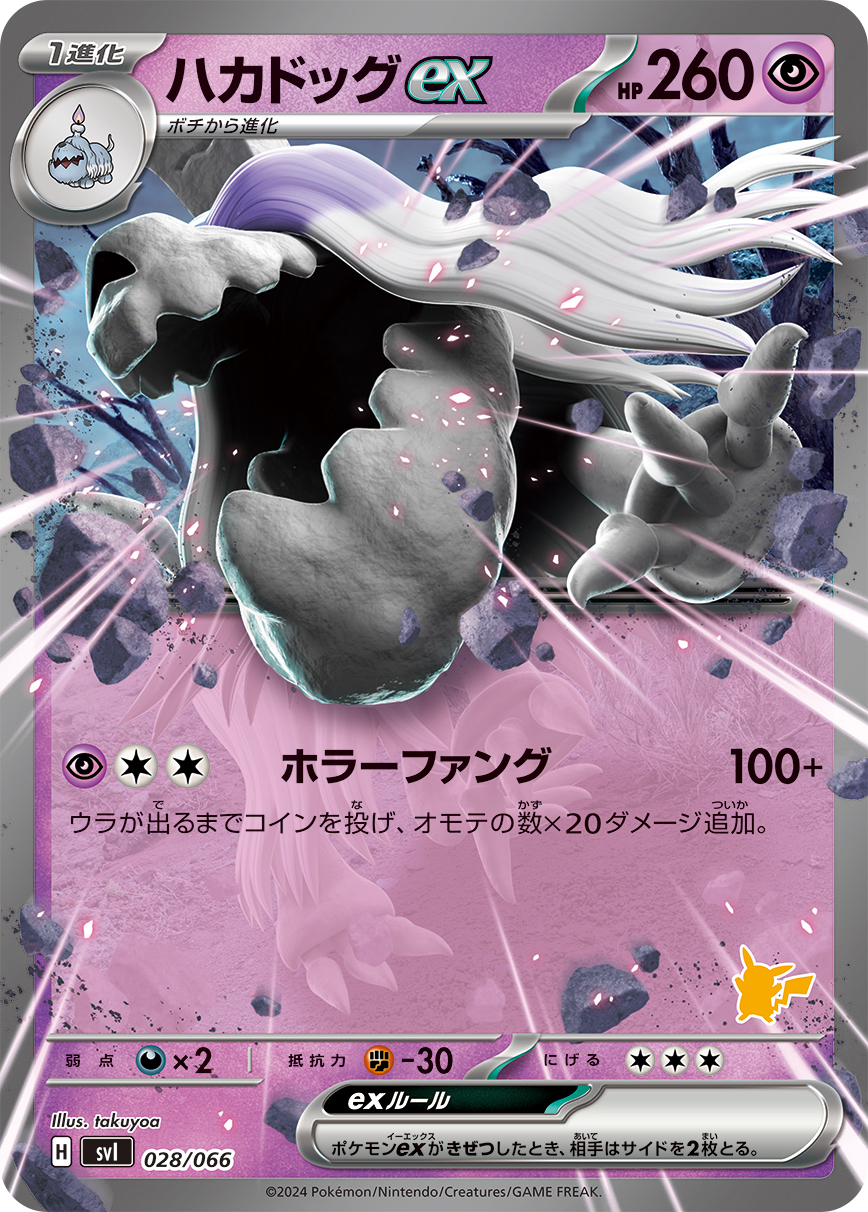 1進化
ハカドッグex
HP 260
ボチから進化
ホラーファング 100+
ウラが出るまでコインを投げ、オモテの数×20ダメージ追加。
弱点 ×2 抵抗力 -30 にげる
exルール
ポケモンexがきぜつしたとき、相手はサイドを2枚とる。
Illus. takuyoa
H svI 028/066
©2024 Pokémon/Nintendo/Creatures/GAME FREAK.